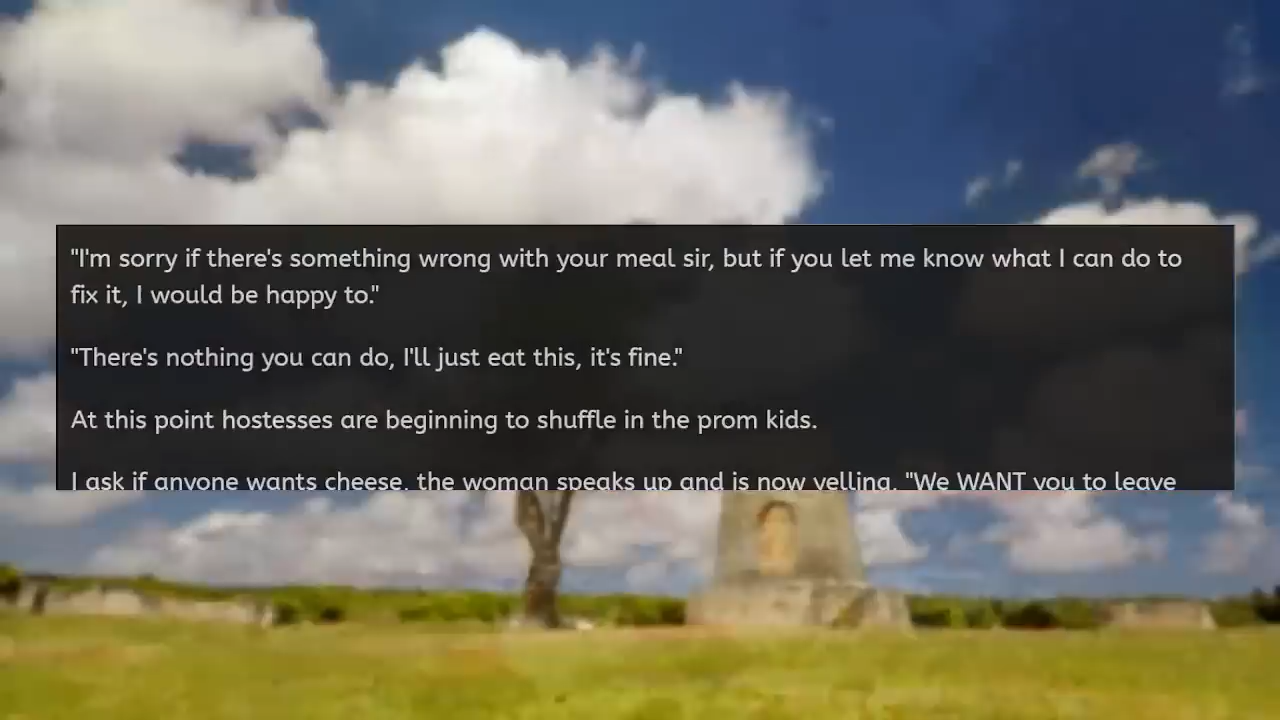 "I'm sorry if there's something wrong with your meal sir, but if you let me know what I can do to
fix it, I would be happy to."
"There's nothing you can do, I'll just eat this, it's fine."
At this point hostesses are beginning to shuffle in the prom kids.
I ask if anyone wants cheese, the woman speaks up and is now yelling, "We WANT you to leave